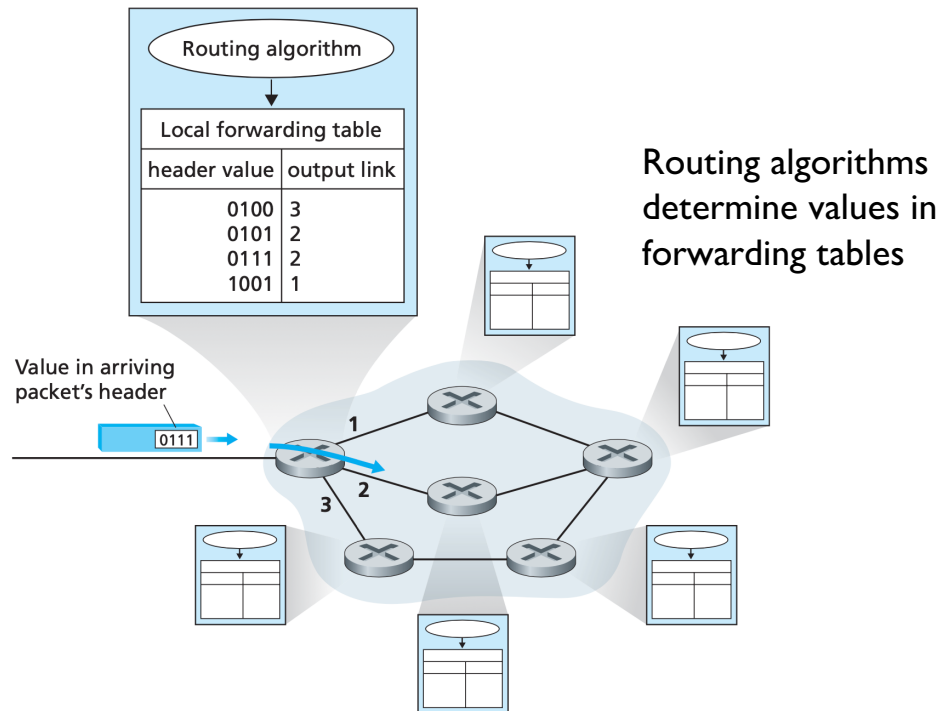 Routing algorithm
Local forwarding table
header value output link
0100 3
0101 2
0111 2
1001 1
Routing algorithms
determine values in
forwarding tables
Value in arriving
packet's header
0111
1
2
3